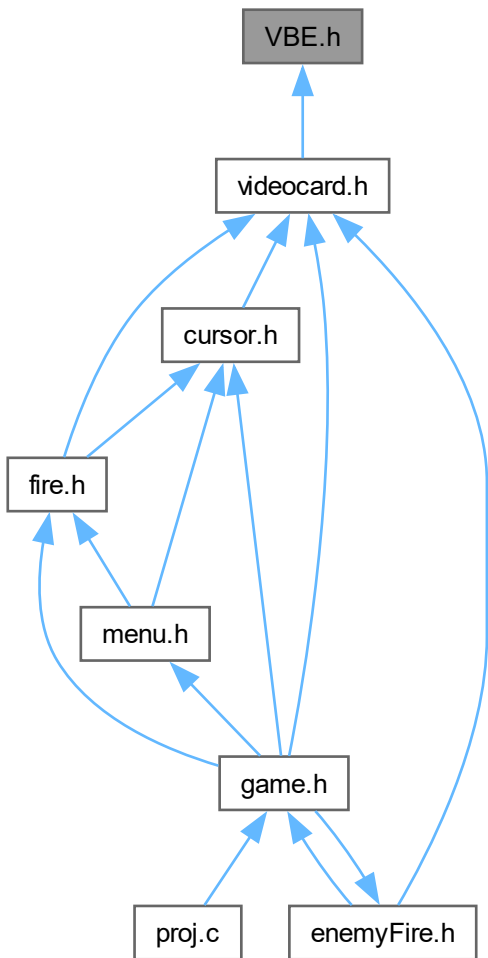 VBE.h
videocard.h
cursor.h
fire.h
menu.h
game.h
proj.c
enemyFire.h